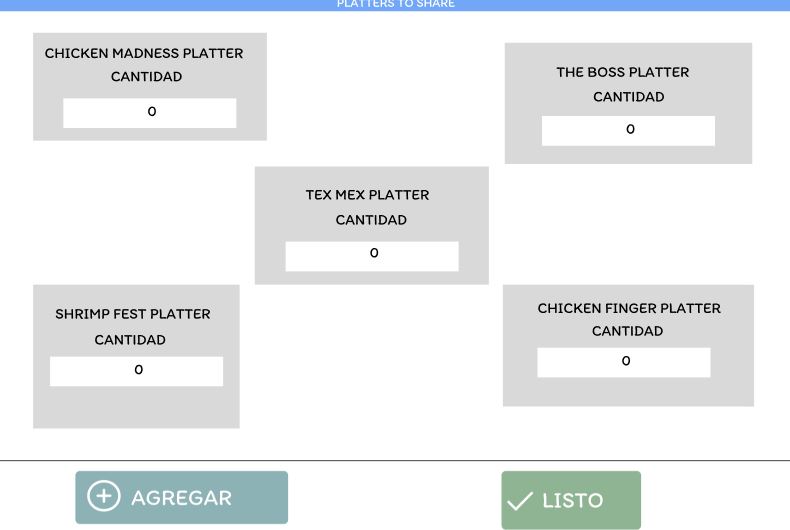 PLATTERS TO SHARE
CHICKEN MADNESS PLATTER
CANTIDAD
0
THE BOSS PLATTER
CANTIDAD
0
TEX MEX PLATTER
CANTIDAD
0
SHRIMP FEST PLATTER
CANTIDAD
0
CHICKEN FINGER PLATTER
CANTIDAD
0
AGREGAR
LISTO